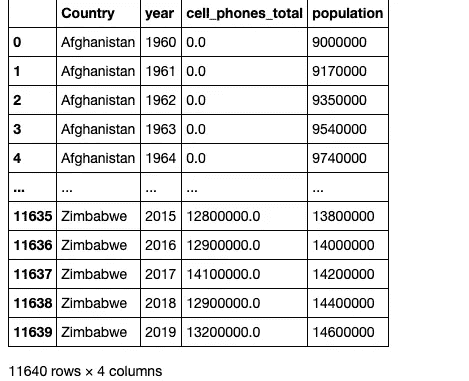 Country year cell_phones_total population
0 Afghanistan 1960 0.0 9000000
1 Afghanistan 1961 0.0 9170000
2 Afghanistan 1962 0.0 9350000
3 Afghanistan 1963 0.0 9540000
4 Afghanistan 1964 0.0 9740000
... ... ... ... ...
11635 Zimbabwe 2015 12800000.0 13800000
11636 Zimbabwe 2016 12900000.0 14000000
11637 Zimbabwe 2017 14100000.0 14200000
11638 Zimbabwe 2018 12900000.0 14400000
11639 Zimbabwe 2019 13200000.0 14600000
11640 rows × 4 columns